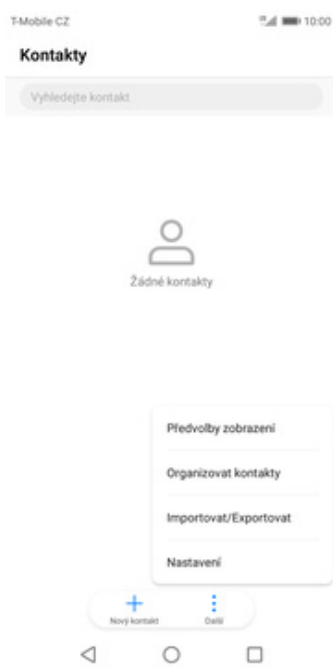 T-Mobile CZ
10:00
Kontakty
Vyhledejte kontakt
Žádné kontakty
Předvolby zobrazení
Organizovat kontakty
Importovat/Exportovat
Nastavení
Nový kontakt
Další